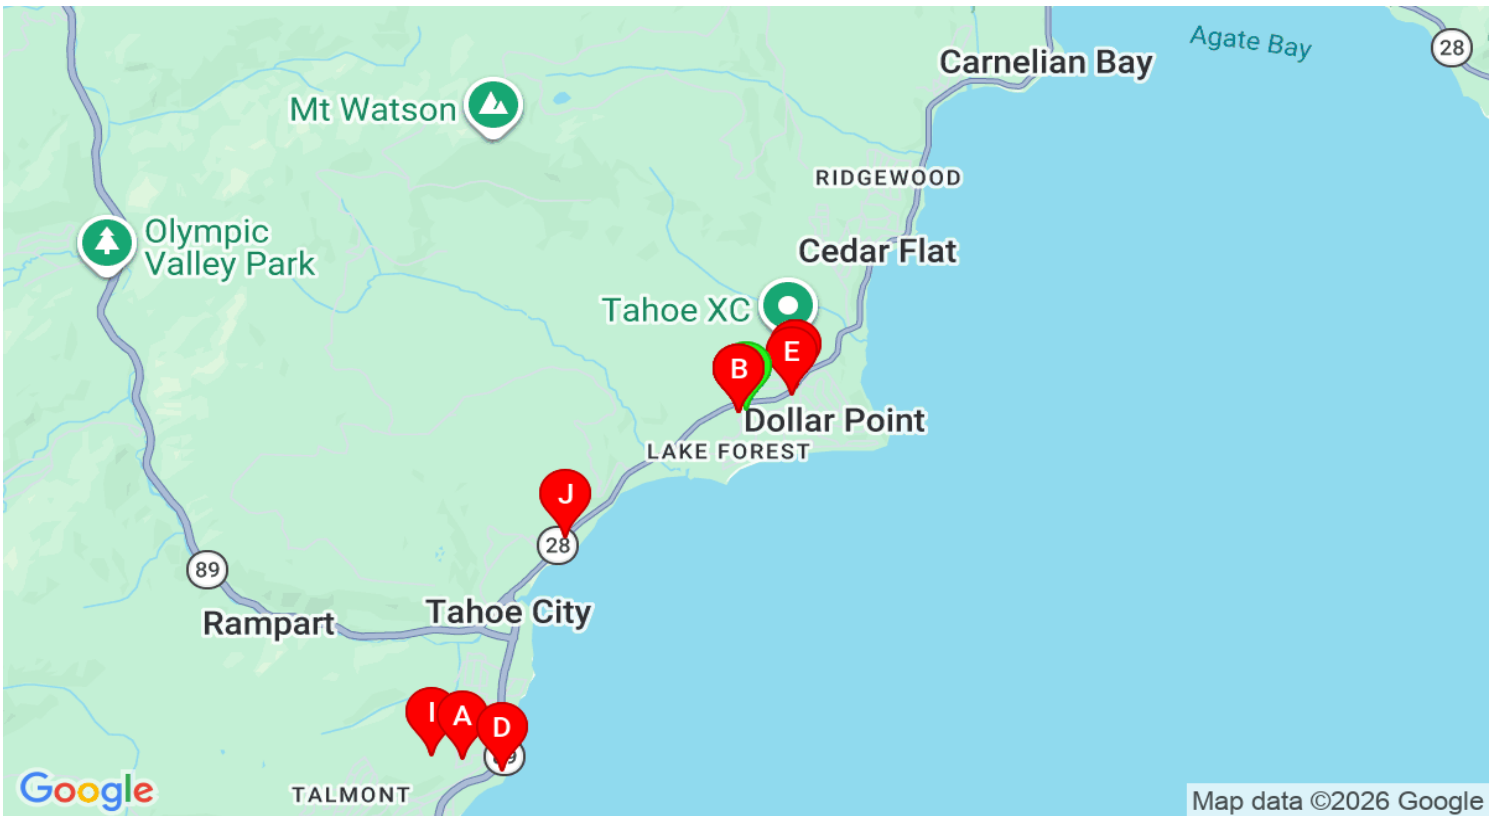 Agate Bay
28
Carnelian Bay
Mt Watson
RIDGEWOOD
Olympic
Valley Park
Cedar Flat
Tahoe XC
E
B
Dollar Point
LAKE FOREST
J
28
89
Tahoe City
Rampart
I
A
D
Google
TALMONT
Map data ©2026 Google